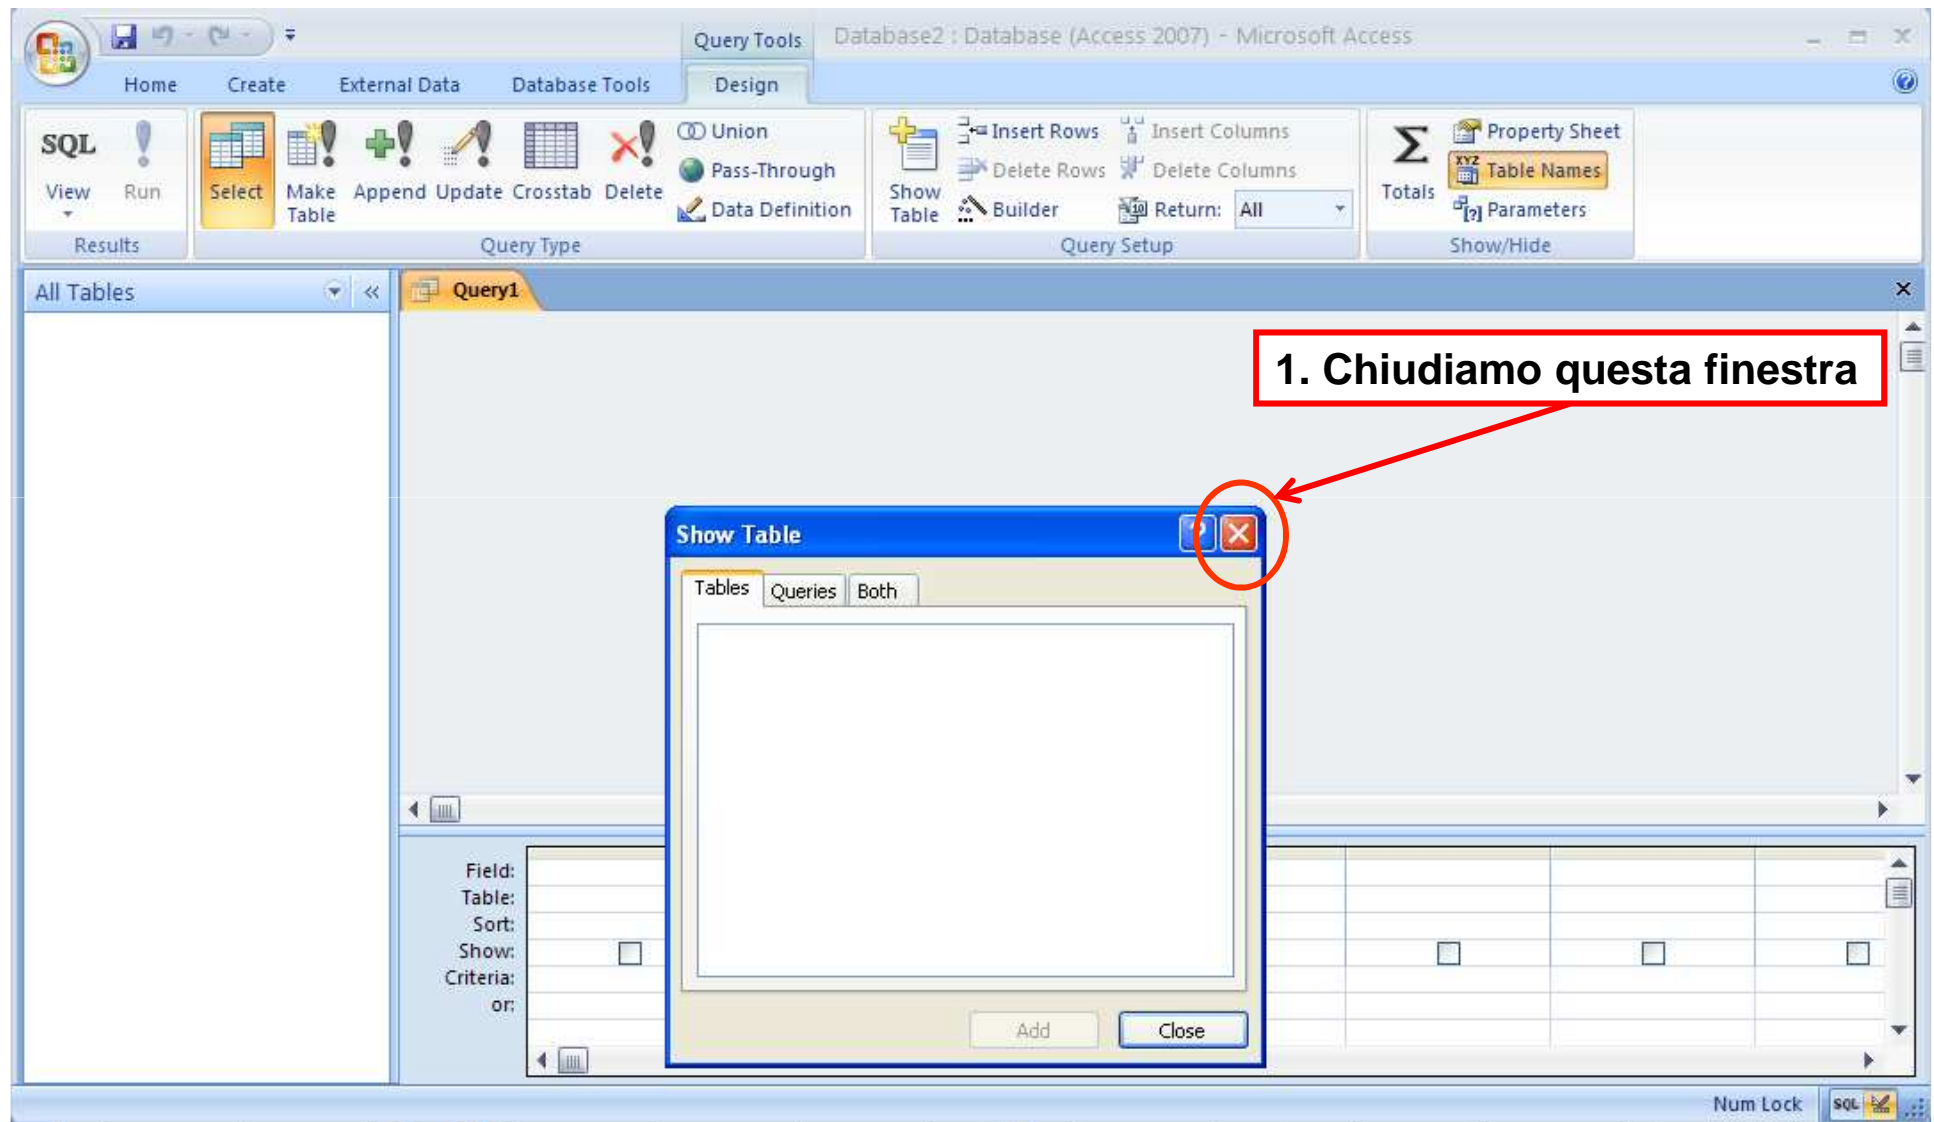 Query Tools Database2 : Database (Access 2007) - Microsoft Access
Home Create External Data Database Tools Design
SQL
View
Run
Select
Make
Table
Append Update Crosstab Delete
Union
Pass-Through
Data Definition
Show
Table
Insert Rows Insert Columns
Delete Rows Delete Columns
Builder Return: All
Σ
Totals
Property Sheet
XYZ
Table Names
[?] Parameters
Results Query Type Query Setup Show/Hide
All Tables « Query1
1. Chiudiamo questa finestra
Show Table
Tables Queries Both
Add Close
Field:
Table:
Sort:
Show:
Criteria:
or:
Num Lock SQL